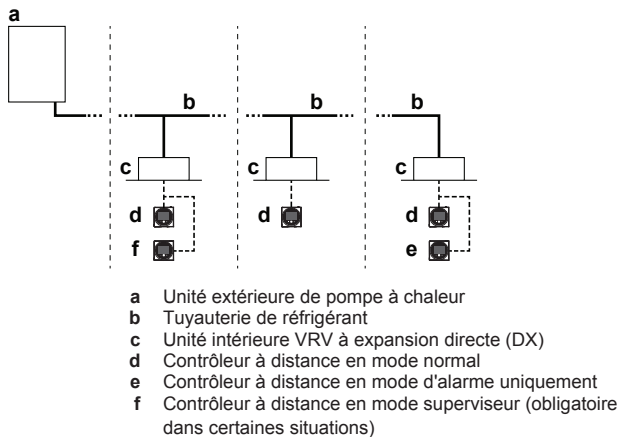 a
b b b
c c c
d d d
f e
a Unité extérieure de pompe à chaleur
b Tuyauterie de réfrigérant
c Unité intérieure VRV à expansion directe (DX)
d Contrôleur à distance en mode normal
e Contrôleur à distance en mode d'alarme uniquement
f Contrôleur à distance en mode superviseur (obligatoire
dans certaines situations)